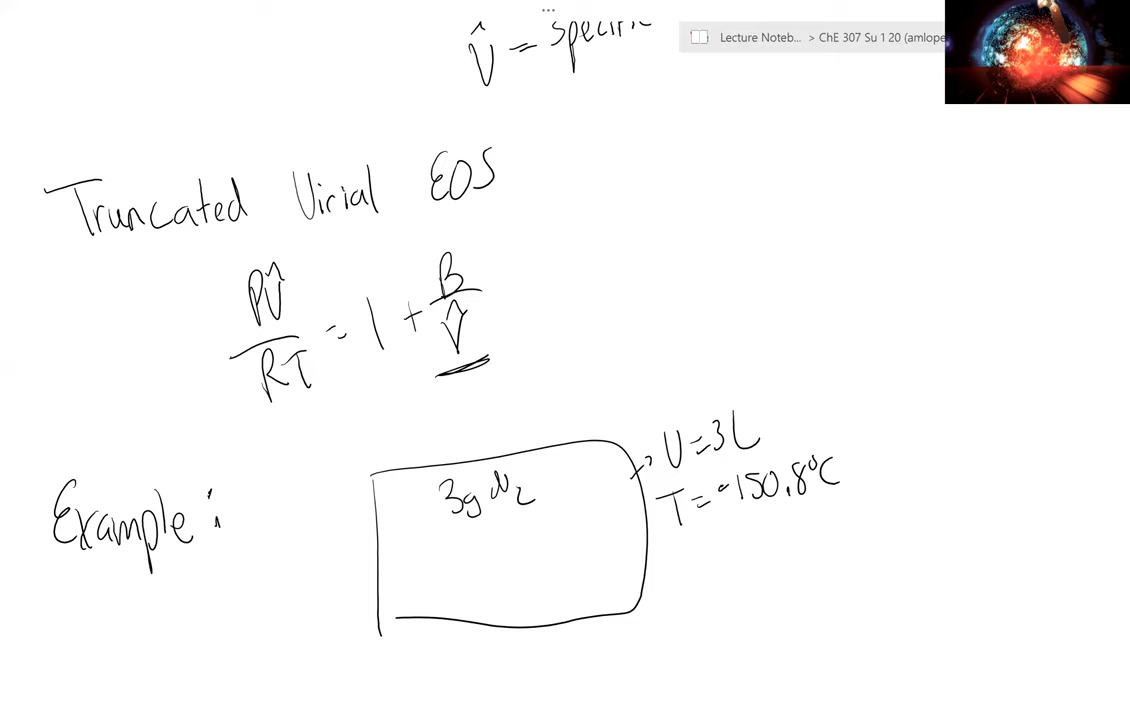 V̂ = specific
Lecture Noteb... > ChE 307 Su 1 20 (amlope
Truncated Virial EOS
PV̂/RT = 1 + B/V̂
Example:
3g N2
V=3L
T=-150.8°C